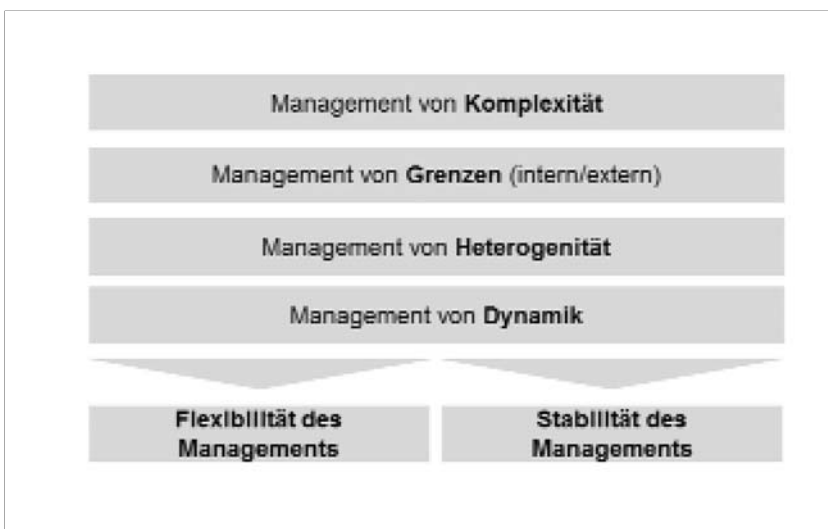 Management von Komplexität
Management von Grenzen (intern/extern)
Management von Heterogenität
Management von Dynamik
Flexibilität des
Managements
Stabilität des
Managements